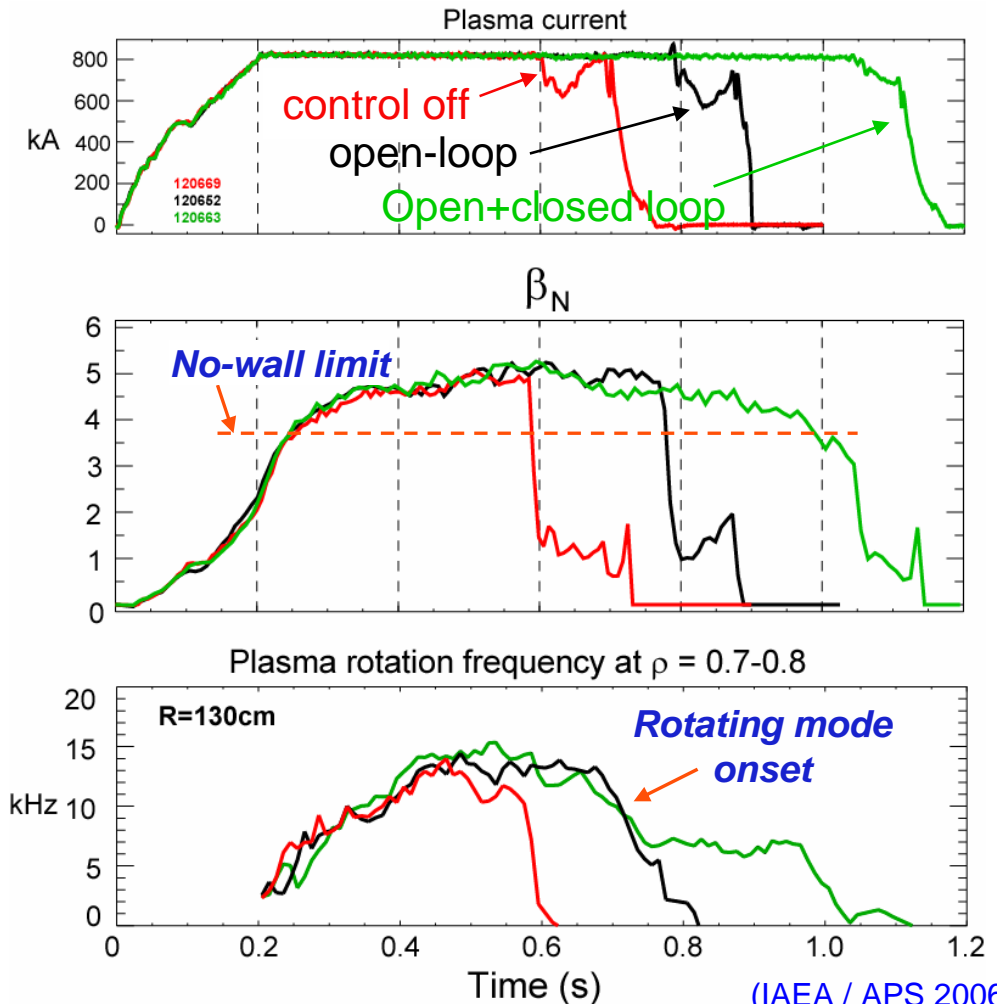 Plasma current
800
600
kA
400
200
0
control off
open-loop
Open+closed loop
120669
120652
120663
βN
6
5
4
3
2
1
0
No-wall limit
Plasma rotation frequency at ρ = 0.7-0.8
20
15
kHz
10
5
0
R=130cm
Rotating mode
onset
0 0.2 0.4 0.6 0.8 1.0 1.2
Time (s)
(IAEA / APS 2006